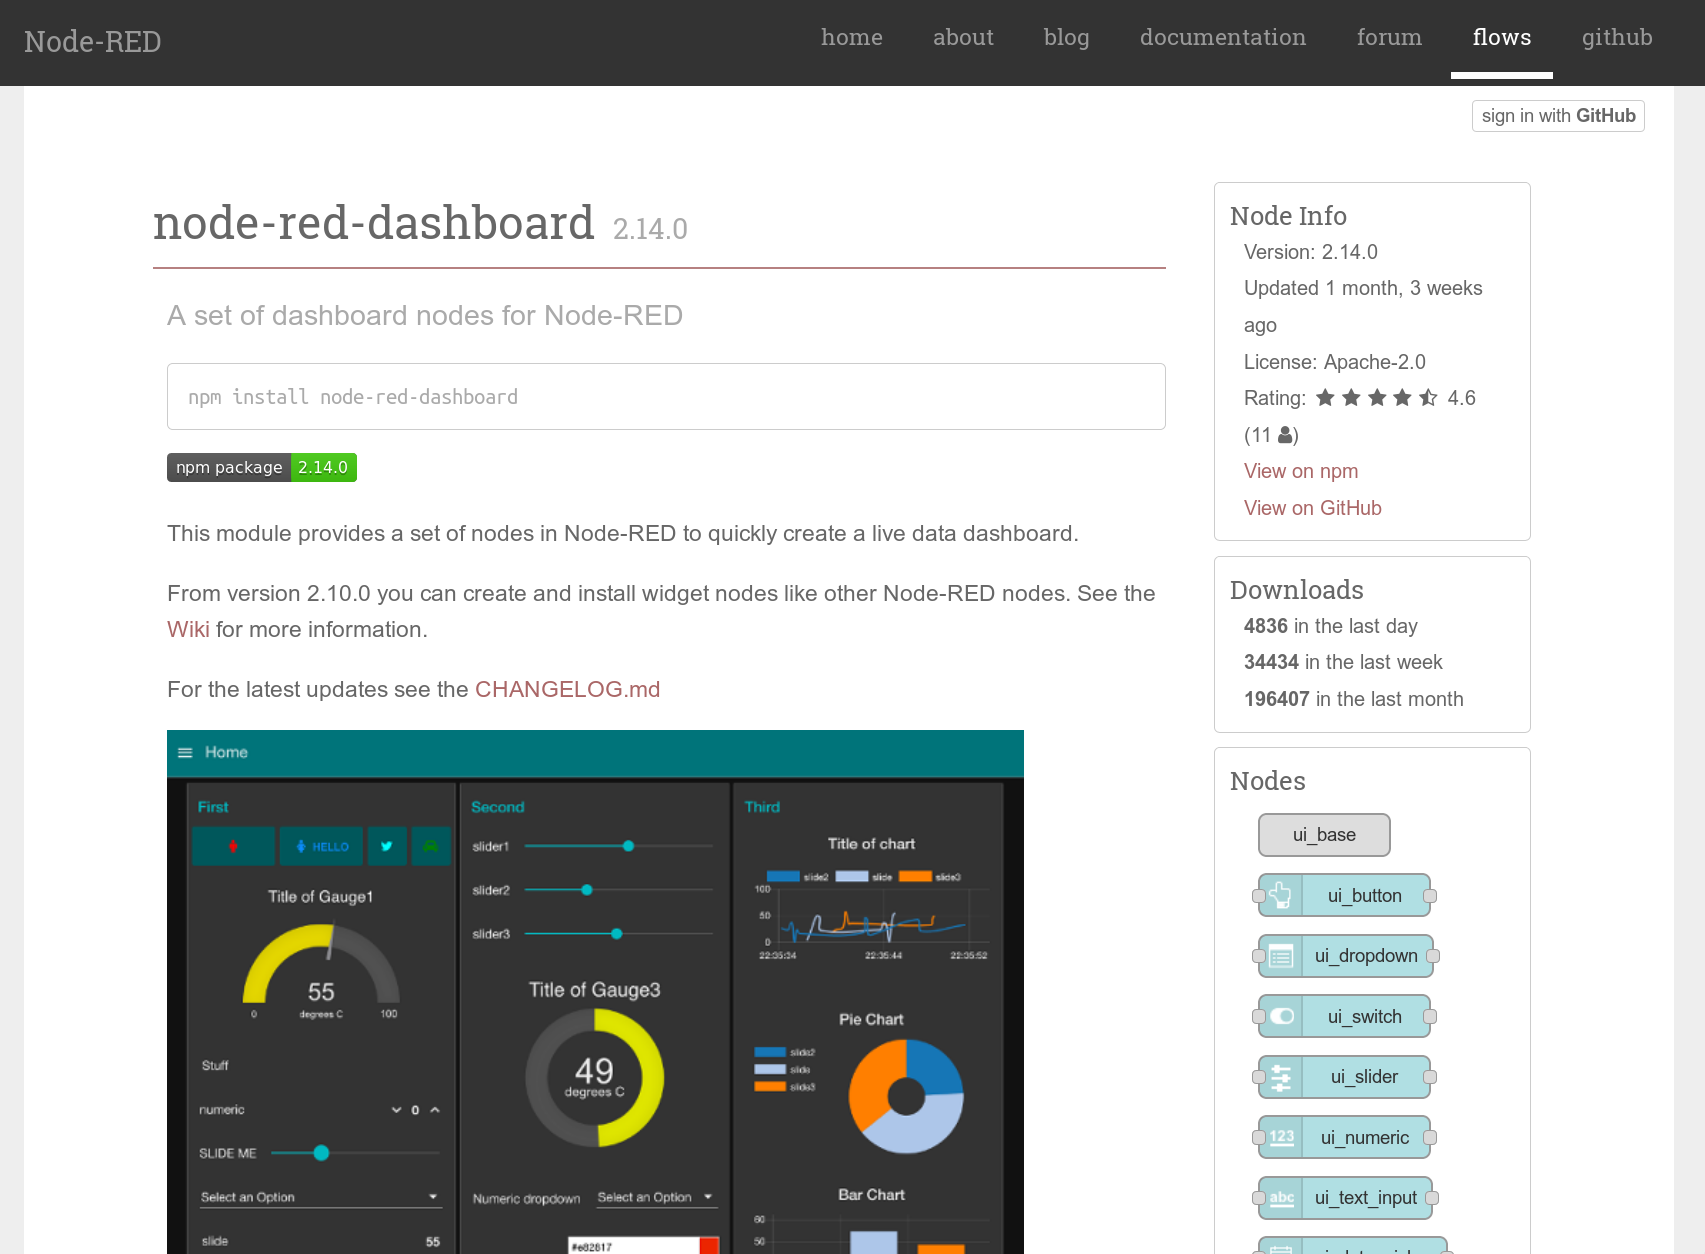 Node-RED
home about blog documentation forum flows github
sign in with GitHub
node-red-dashboard 2.14.0
A set of dashboard nodes for Node-RED
npm install node-red-dashboard
npm package 2.14.0
This module provides a set of nodes in Node-RED to quickly create a live data dashboard.
From version 2.10.0 you can create and install widget nodes like other Node-RED nodes. See the
Wiki for more information.
For the latest updates see the CHANGELOG.md
Home
First
HELLO
Title of Gauge1
55
0 degrees C 100
Stuff
numeric 0
SLIDE ME
Select an Option
slide 55
Second
slider1
slider2
slider3
Title of Gauge3
49
degrees C
Numeric dropdown Select an Option
#e82817
Third
Title of chart
slide2 slide slide3
100
50
0
22:35:34 22:35:44 22:35:52
Pie Chart
slide2
slide
slide3
Bar Chart
60
50
Node Info
Version: 2.14.0
Updated 1 month, 3 weeks
ago
License: Apache-2.0
Rating: 4.6
(11 )
View on npm
View on GitHub
Downloads
4836 in the last day
34434 in the last week
196407 in the last month
Nodes
ui_base
ui_button
ui_dropdown
ui_switch
ui_slider
123 ui_numeric
abc ui_text_input